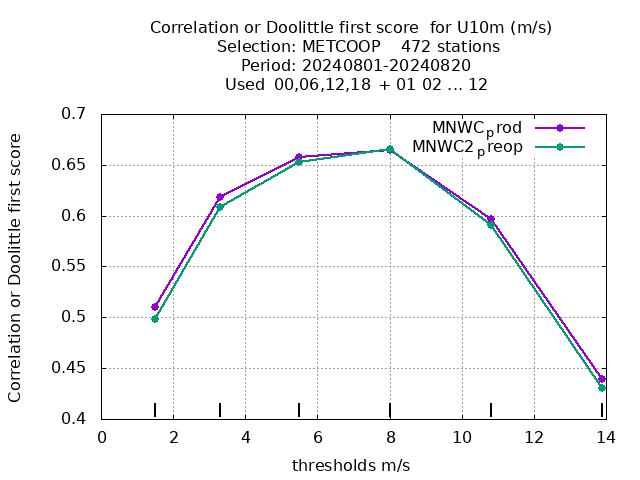 Correlation or Doolittle first score  for U10m (m/s)
Selection: METCOOP    472 stations
Period: 20240801-20240820
Used  00,06,12,18 + 01 02 ... 12
Correlation or Doolittle first score
0.7
0.65
0.6
0.55
0.5
0.45
0.4
MNWCprod
MNWC2preop
0 2 4 6 8 10 12 14
thresholds m/s